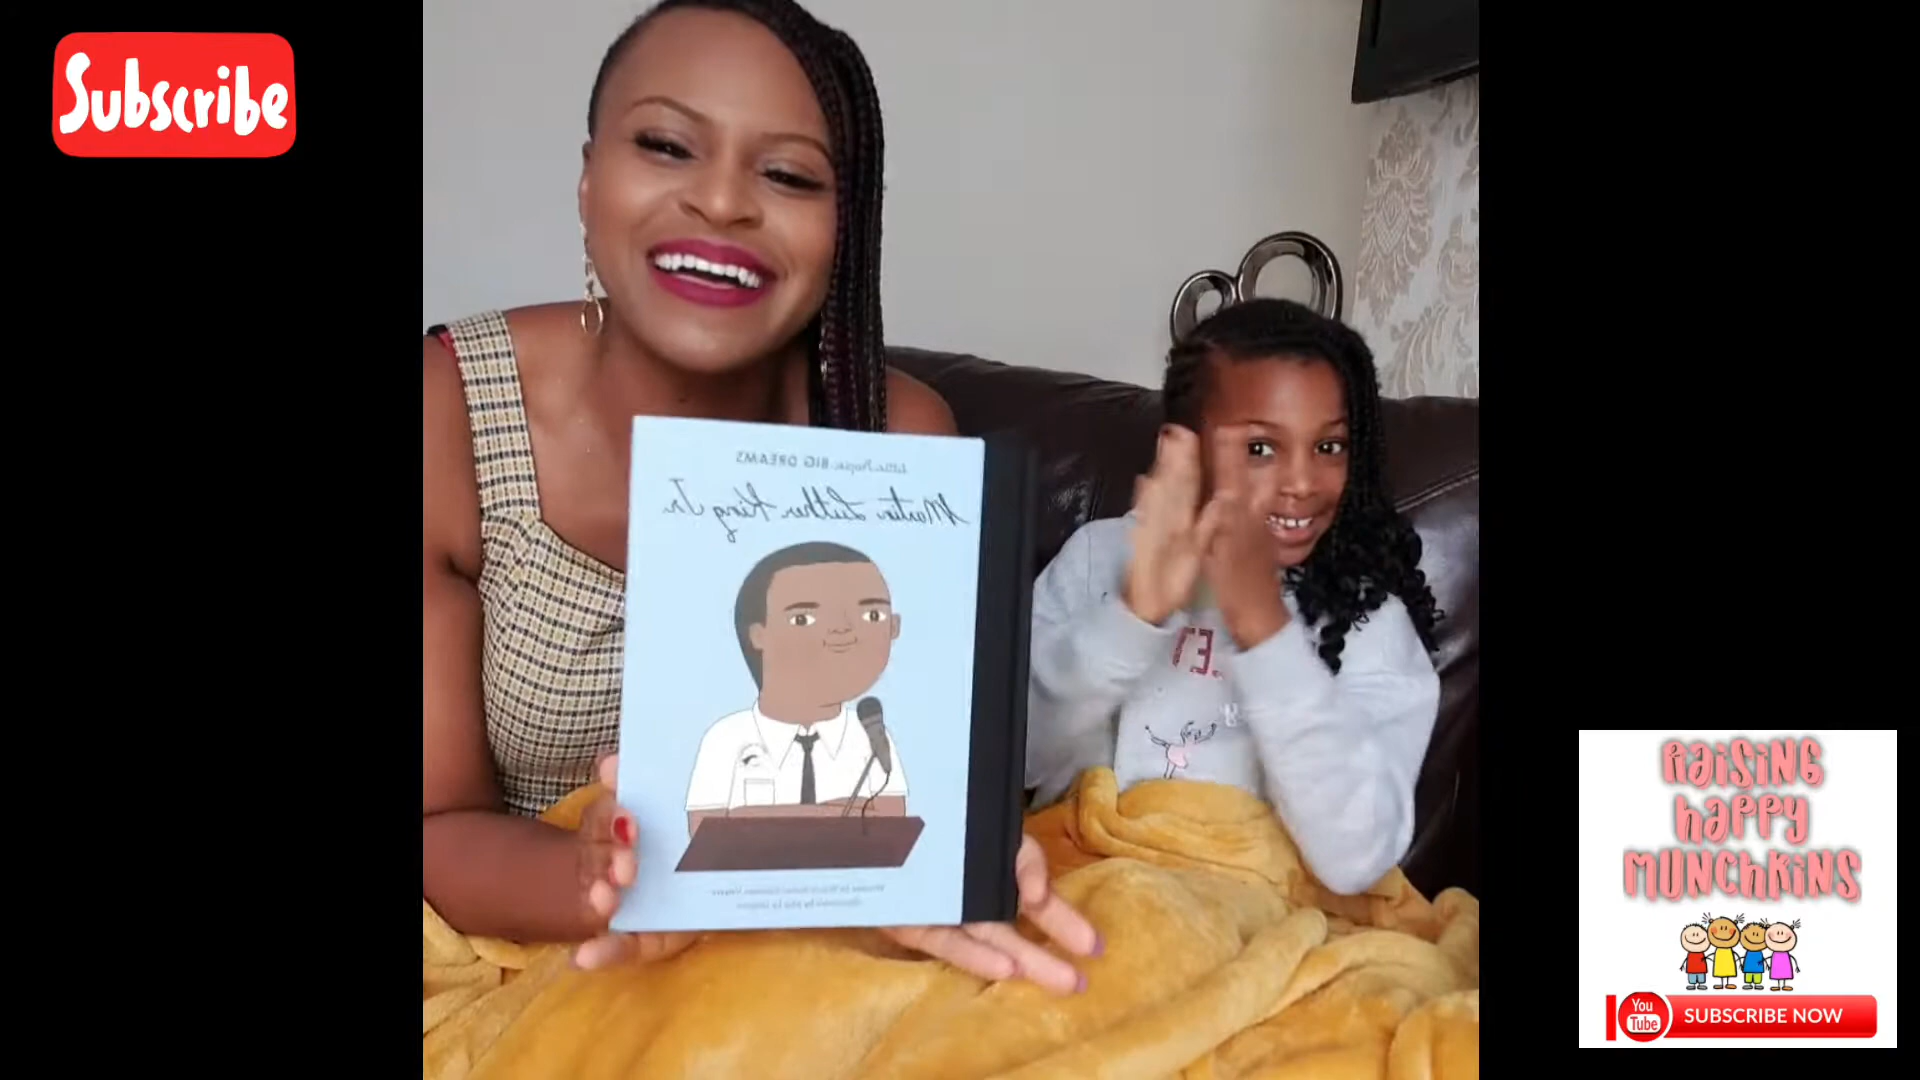 Subscribe
Little People, BIG DREAMS
Martin Luther King Jr.
RAISING
HAPPY
MUNCHKINS
You
Tube
SUBSCRIBE NOW